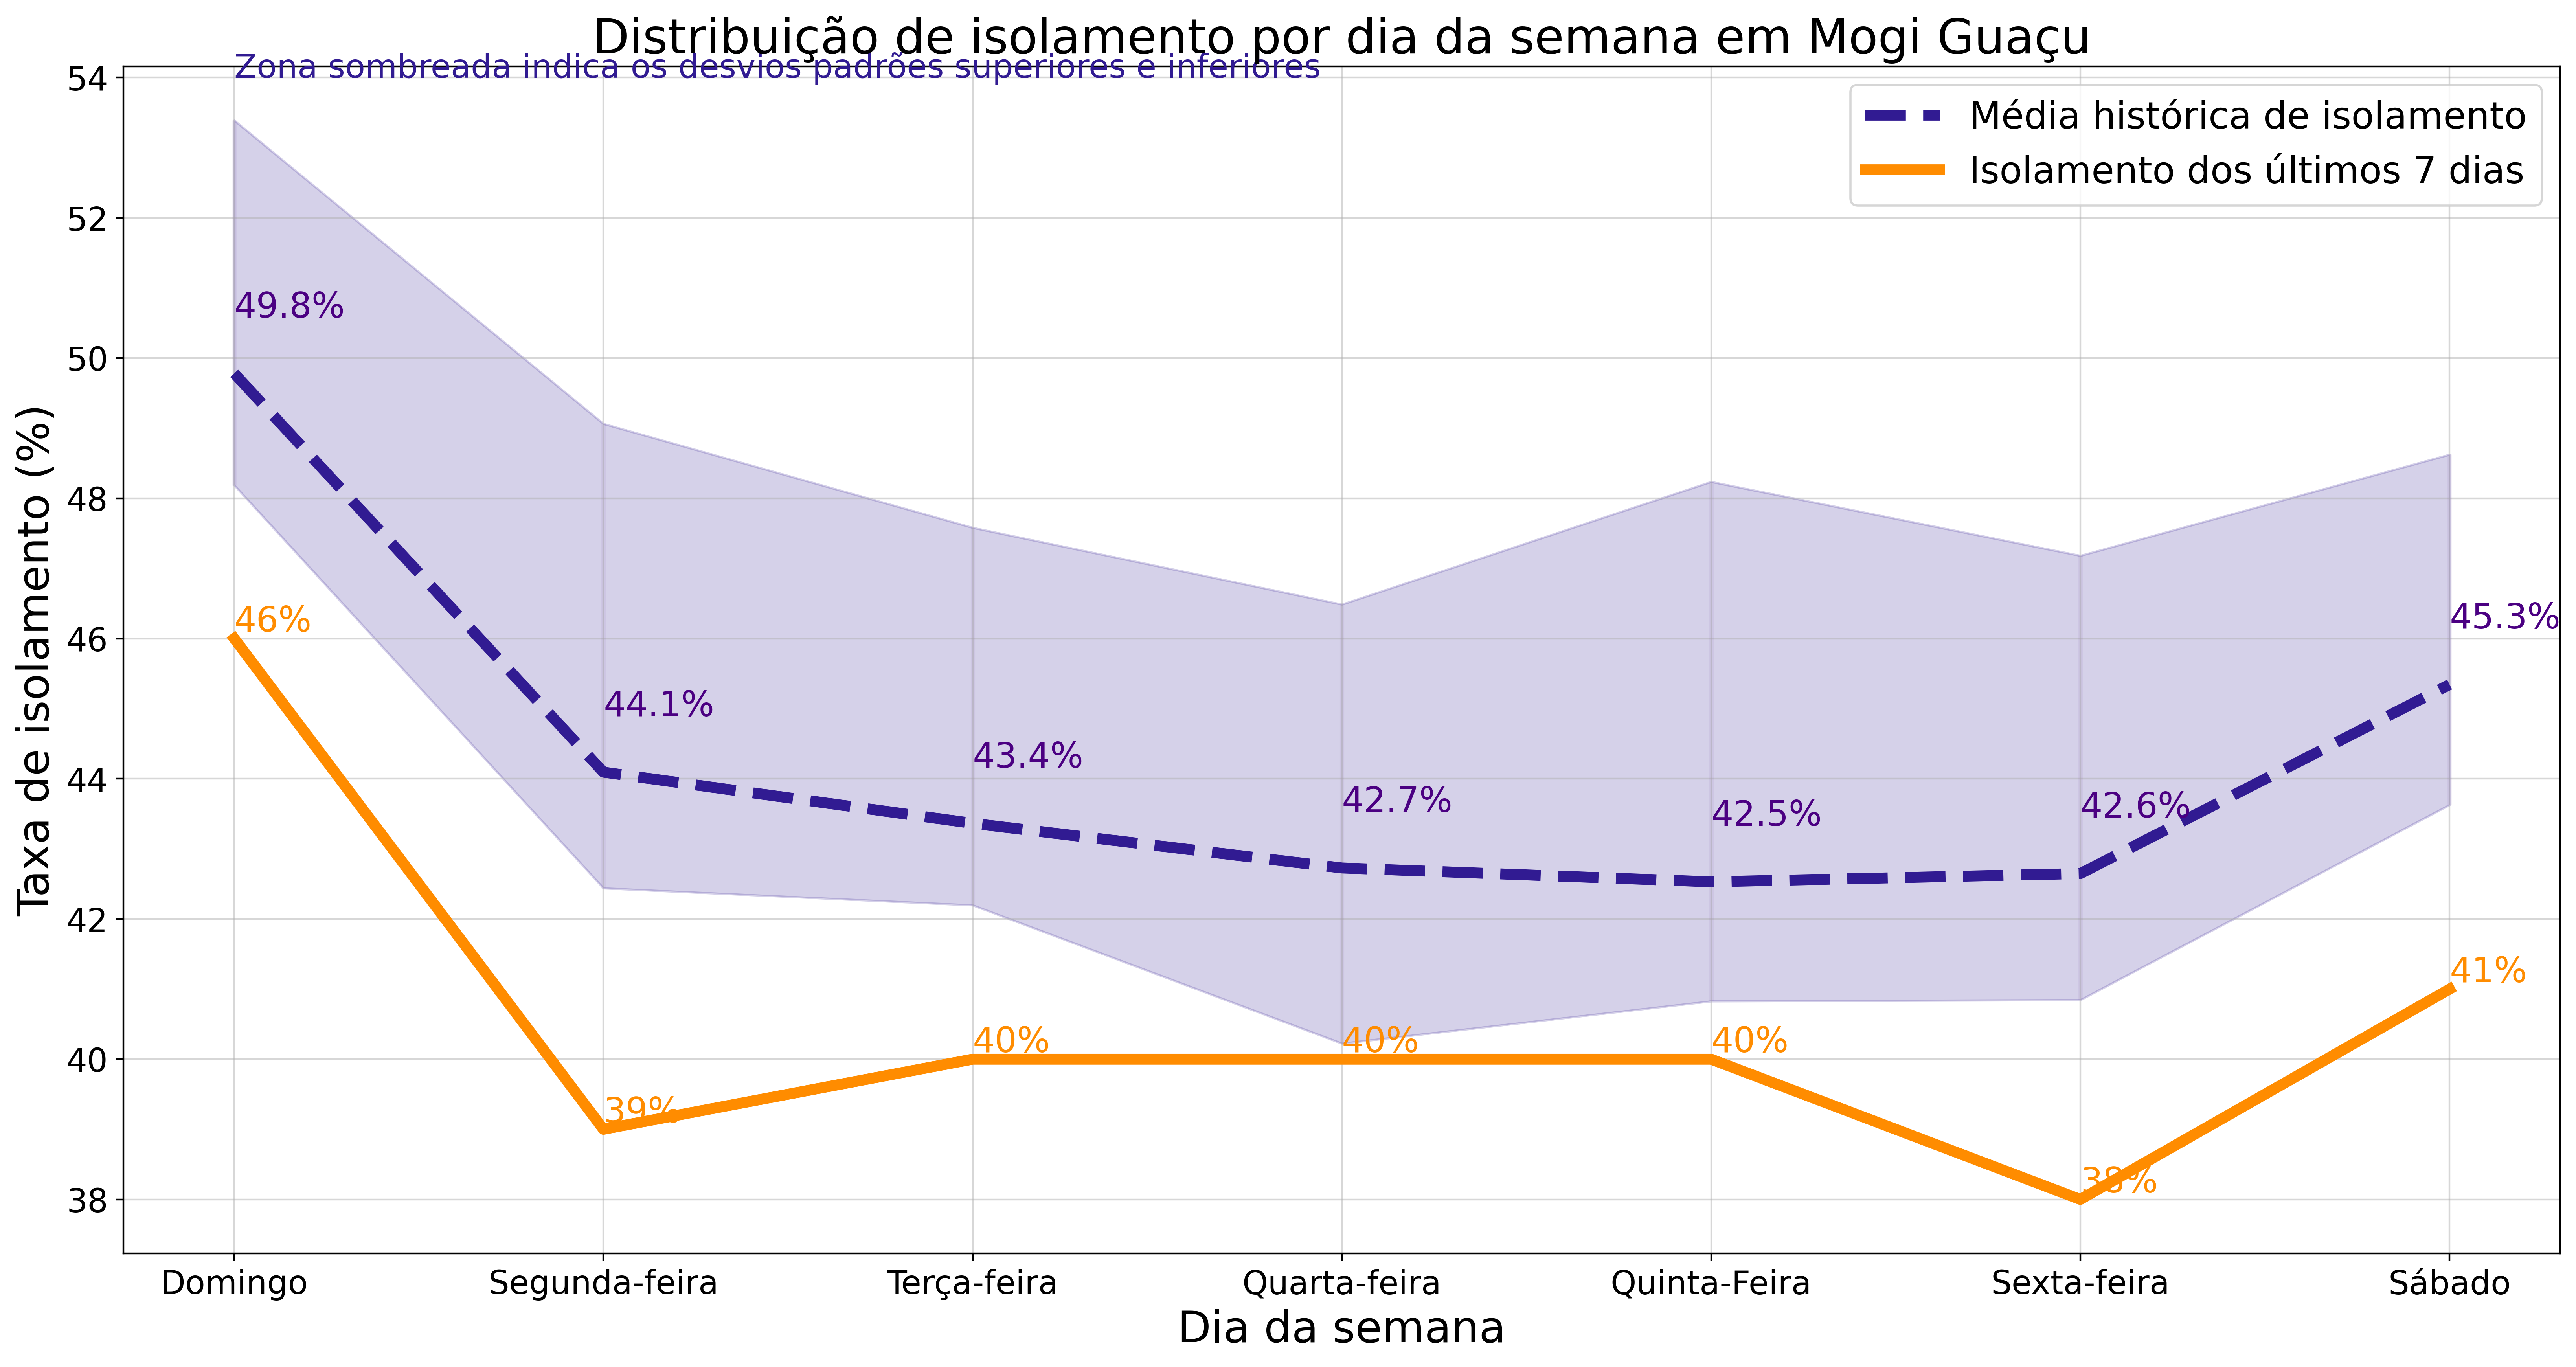 Distribuição de isolamento por dia da semana em Mogi Guaçu
Zona sombreada indica os desvios padrões superiores e inferiores
Média histórica de isolamento
Isolamento dos últimos 7 dias
Taxa de isolamento (%)
54
52
50
48
46
44
42
40
38
49.8%
44.1%
43.4%
42.7%
42.5%
42.6%
45.3%
46%
39%
40%
40%
40%
38%
41%
Domingo
Segunda-feira
Terça-feira
Quarta-feira
Quinta-Feira
Sexta-feira
Sábado
Dia da semana